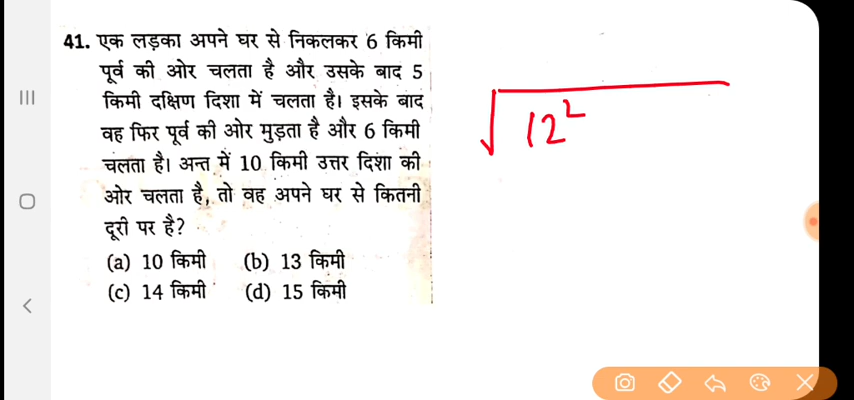 41. एक लड़का अपने घर से निकलकर 6 किमी
पूर्व की ओर चलता है और उसके बाद 5
किमी दक्षिण दिशा में चलता है। इसके बाद
वह फिर पूर्व की ओर मुड़ता है और 6 किमी
चलता है। अन्त में 10 किमी उत्तर दिशा की
ओर चलता है, तो वह अपने घर से कितनी
दूरी पर है?
(a) 10 किमी (b) 13 किमी
(c) 14 किमी (d) 15 किमी
√12²